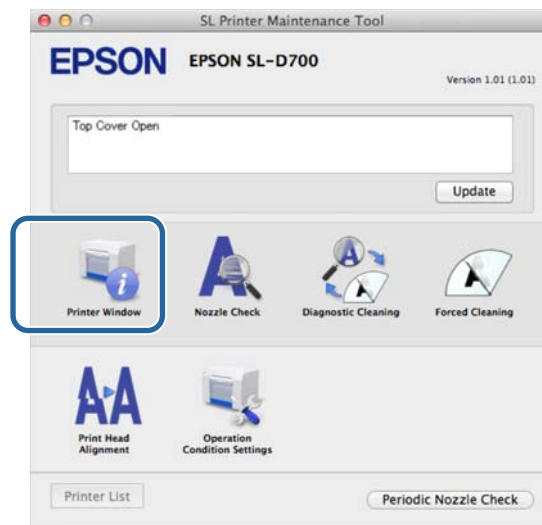 SL Printer Maintenance Tool
EPSON
EPSON SL-D700
Version 1.01 (1.01)
Top Cover Open
Update
Printer Window
Nozzle Check
Diagnostic Cleaning
Forced Cleaning
Print Head
Alignment
Operation
Condition Settings
Printer List
Periodic Nozzle Check